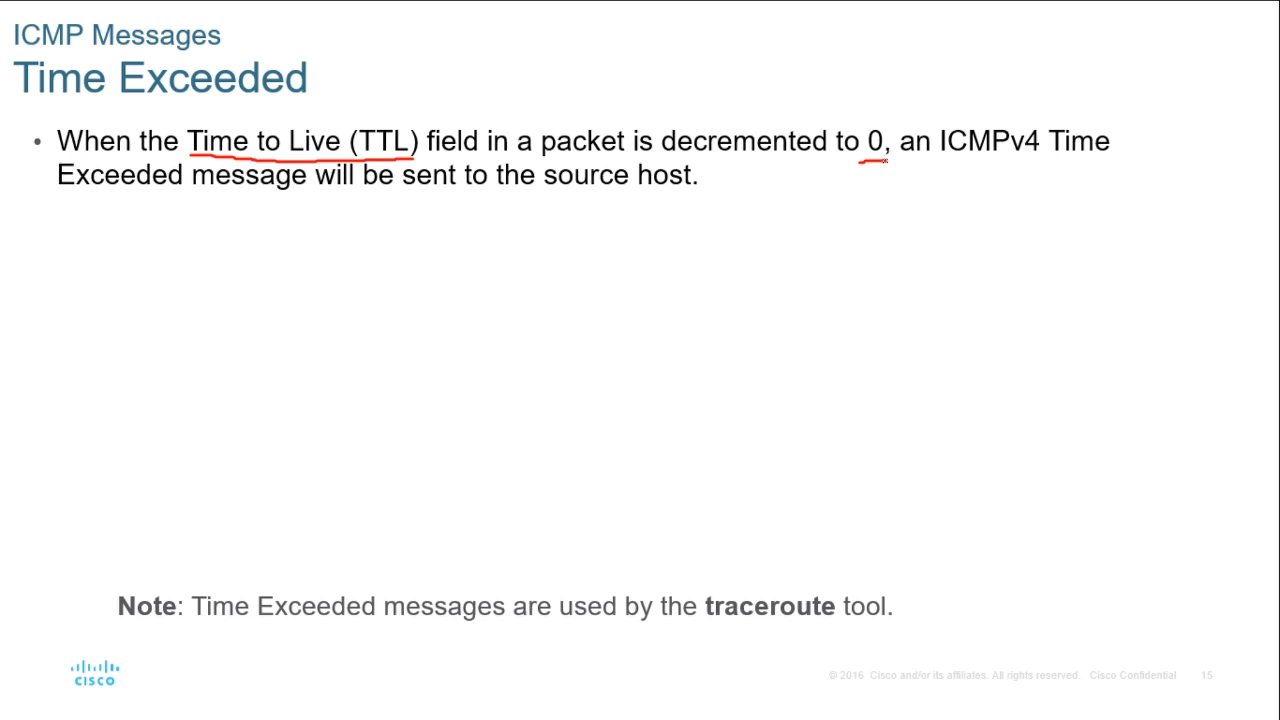 ICMP Messages
Time Exceeded
• When the Time to Live (TTL) field in a packet is decremented to 0, an ICMPv4 Time
Exceeded message will be sent to the source host.
Note: Time Exceeded messages are used by the traceroute tool.
CISCO
© 2016 Cisco and/or its affiliates. All rights reserved. Cisco Confidential 15